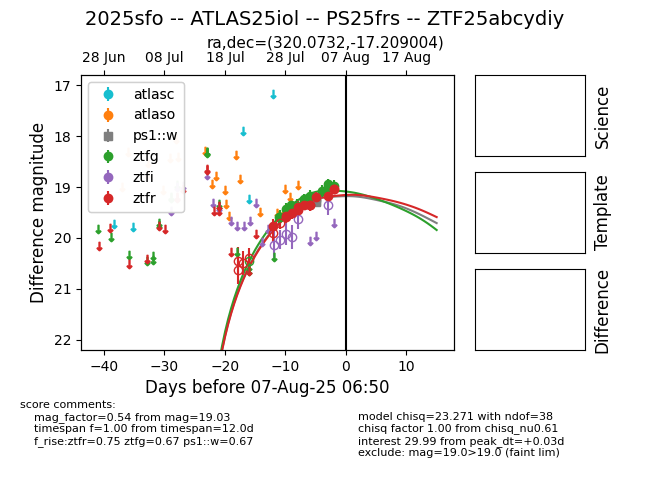 2025sfo -- ATLAS25iol -- PS25frs -- ZTF25abcydiy
ra,dec=(320.0732,-17.209004)
28 Jun 08 Jul 18 Jul 28 Jul 07 Aug 17 Aug
17
18
19
20
21
22
Difference magnitude
atlasc
atlaso
ps1::w
ztfg
ztfi
ztfr
−40 −30 −20 −10 0 10
Days before 07-Aug-25 06:50
Science
Template
Difference
score comments:
mag_factor=0.54 from mag=19.03
timespan f=1.00 from timespan=12.0d
f_rise:ztfr=0.75 ztfg=0.67 ps1::w=0.67
model chisq=23.271 with ndof=38
chisq factor 1.00 from chisq_nu0.61
interest 29.99 from peak_dt=+0.03d
exclude: mag=19.0>19.0 (faint lim)